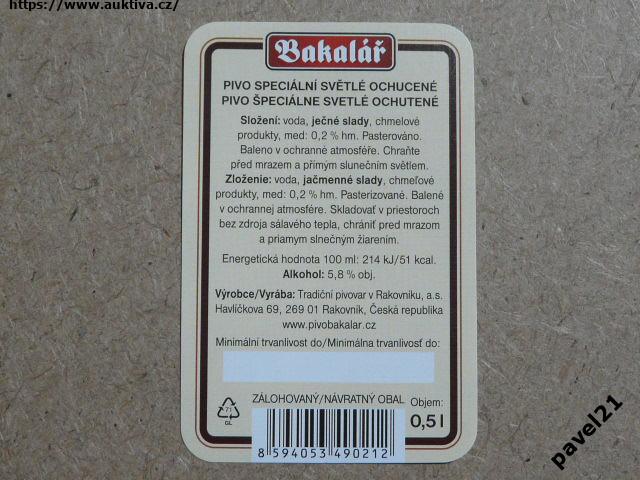 https://www.auktiva.cz/
Bakalář
PIVO SPECIÁLNÍ SVĚTLÉ OCHUCENÉ
PIVO ŠPECIÁLNE SVETLÉ OCHUTENÉ
Složení: voda, ječné slady, chmelové
produkty, med: 0,2 % hm. Pasterováno.
Baleno v ochranné atmosféře. Chraňte
před mrazem a přímým slunečním světlem.
Zloženie: voda, jačmenné slady, chmeľové
produkty, med: 0,2 % hm. Pasterizované. Balené
v ochrannej atmosfére. Skladovať v priestoroch
bez zdroja sálavého tepla, chrániť pred mrazom
a priamym slnečným žiarením.
Energetická hodnota 100 ml: 214 kJ/51 kcal.
Alkohol: 5,8 % obj.
Výrobce/Vyrába: Tradiční pivovar v Rakovníku, a.s.
Havlíčkova 69, 269 01 Rakovník, Česká republika
www.pivobakalar.cz
Minimální trvanlivost do/Minimálna trvanlivosť do:
ZÁLOHOVANÝ/NÁVRATNÝ OBAL
Objem:
71
GL
0,5 l
8 594053 490212
pavel21